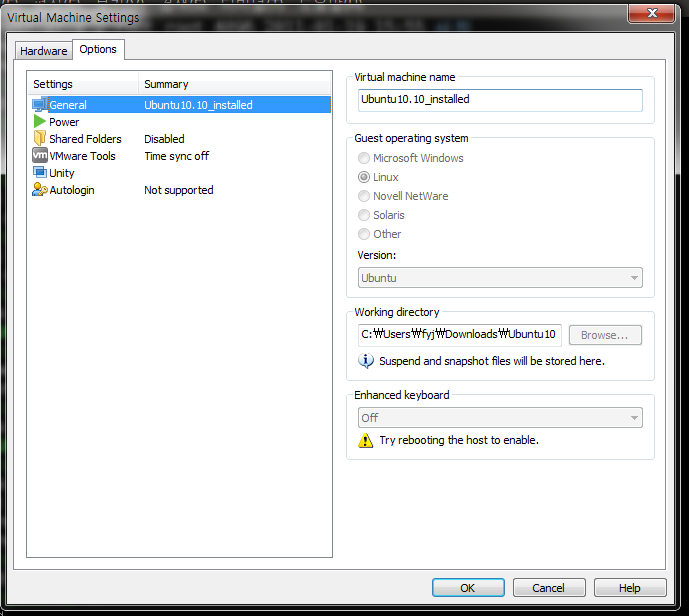 Virtual Machine Settings
Hardware
Options
Settings
Summary
General
Ubuntu10.10_installed
Power
Shared Folders
Disabled
VMware Tools
Time sync off
Unity
Autologin
Not supported
Virtual machine name
Ubuntu10.10_installed
Guest operating system
Microsoft Windows
Linux
Novell NetWare
Solaris
Other
Version:
Ubuntu
Working directory
C:₩Users₩fyj₩Downloads₩Ubuntu10
Browse...
Suspend and snapshot files will be stored here.
Enhanced keyboard
Off
Try rebooting the host to enable.
OK
Cancel
Help